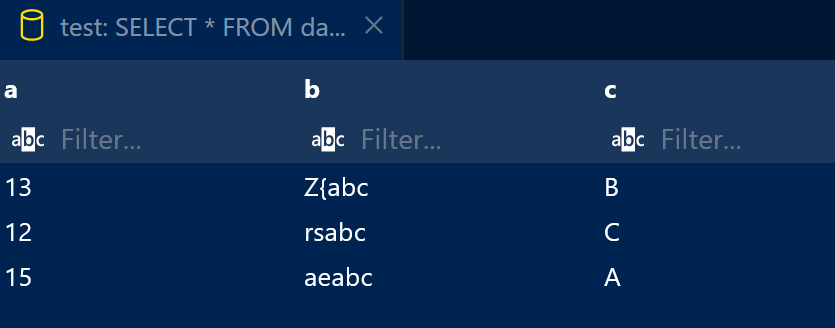 test: SELECT * FROM da...
a b c
abc Filter... abc Filter... abc Filter...
13 Z{abc B
12 rsabc C
15 aeabc A